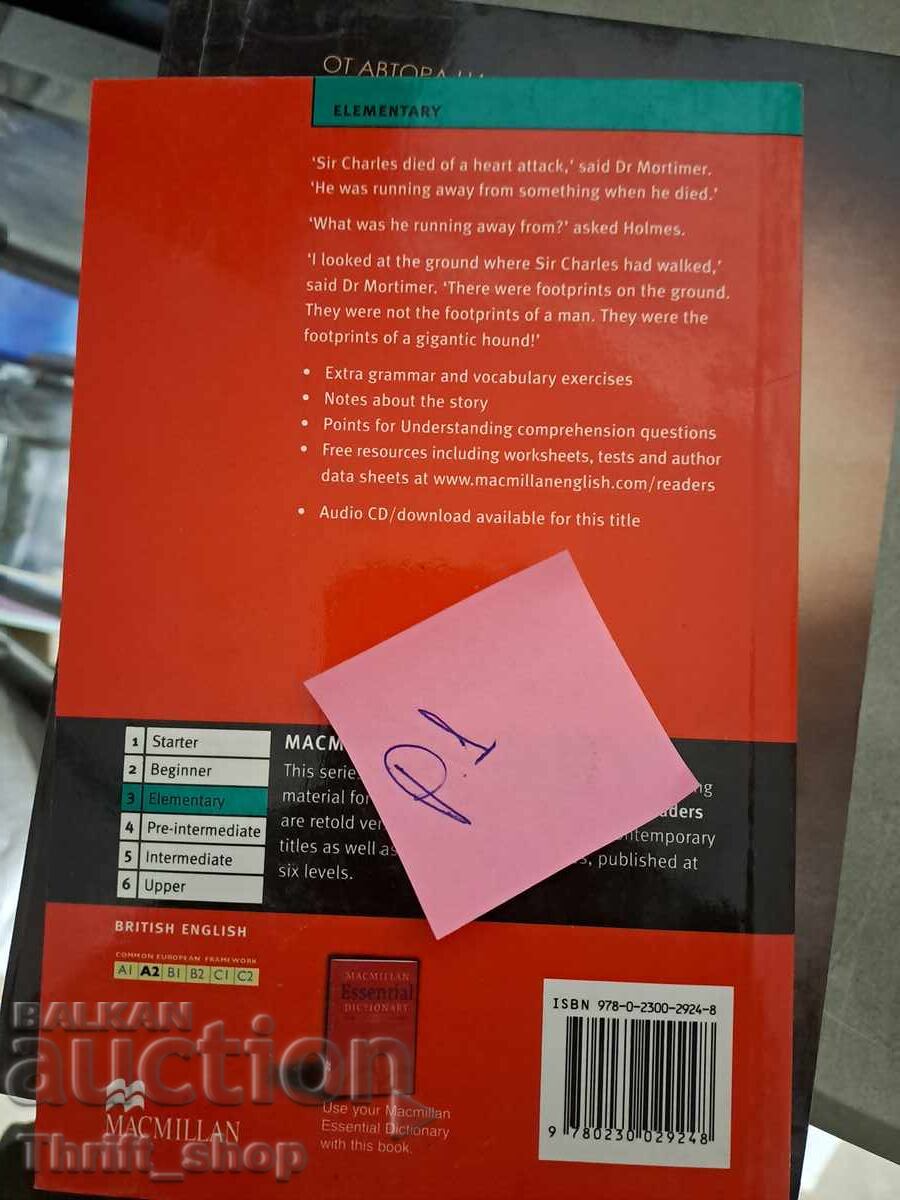 ОТ АВТОРА НА
ELEMENTARY
‘Sir Charles died of a heart attack,’ said Dr Mortimer.
‘He was running away from something when he died.’
‘What was he running away from?’ asked Holmes.
‘I looked at the ground where Sir Charles had walked,’
said Dr Mortimer. ‘There were footprints on the ground.
They were not the footprints of a man. They were the
footprints of a gigantic hound!’
• Extra grammar and vocabulary exercises
• Notes about the story
• Points for Understanding comprehension questions
• Free resources including worksheets, tests and author
data sheets at www.macmillanenglish.com/readers
• Audio CD/download available for this title
P1
1 Starter
2 Beginner
3 Elementary
4 Pre-intermediate
5 Intermediate
6 Upper
MACM
This serie
material for
are retold ver
titles as well as
published at
six levels.
BRITISH ENGLISH
COMMON EUROPEAN FRAMEWORK
A1 A2 B1 B2 C1 C2
MACMILLAN
Essential
DICTIONARY
Use your Macmillan
Essential Dictionary
with this book.
MACMILLAN
ISBN 978-0-2300-2924-8
9 780230 029248
BALKAN
auction
Thrift_shop